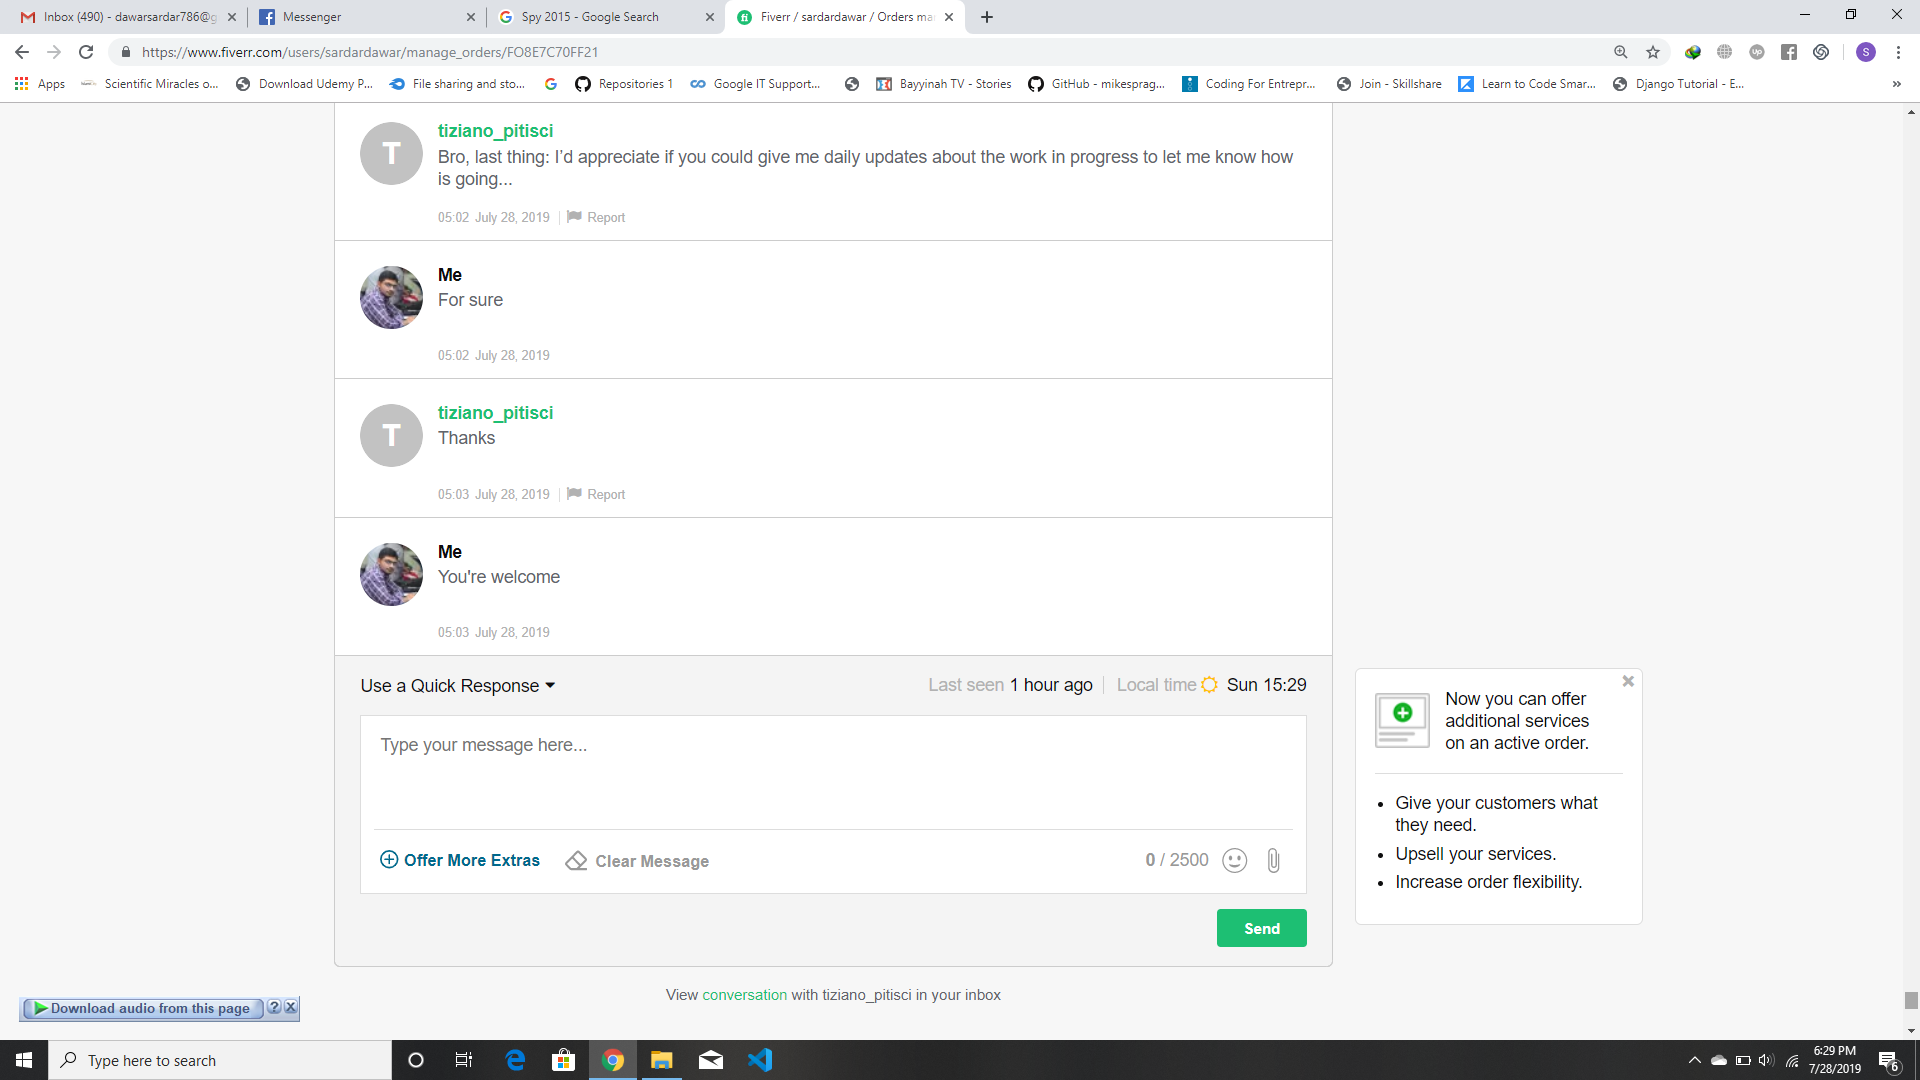 Inbox (490) - dawarsardar786@g
Messenger
Spy 2015 - Google Search
Fiverr / sardardawar / Orders ma
https://www.fiverr.com/users/sardardawar/manage_orders/FO8E7C70FF21
Apps
Scientific Miracles o...
Download Udemy P...
File sharing and sto...
Repositories 1
Google IT Support...
Bayyinah TV - Stories
GitHub - mikesprag...
Coding For Entrepr...
Join - Skillshare
Learn to Code Smar...
Django Tutorial - E...
T
tiziano_pitisci
Bro, last thing: I’d appreciate if you could give me daily updates about the work in progress to let me know how
is going...
05:02 July 28, 2019 | Report
Me
For sure
05:02 July 28, 2019
T
tiziano_pitisci
Thanks
05:03 July 28, 2019 | Report
Me
You're welcome
05:03 July 28, 2019
Use a Quick Response
Last seen 1 hour ago | Local time Sun 15:29
Type your message here...
Offer More Extras
Clear Message
0 / 2500
Send
Now you can offer
additional services
on an active order.
• Give your customers what
they need.
• Upsell your services.
• Increase order flexibility.
View conversation with tiziano_pitisci in your inbox
Download audio from this page
Type here to search
6:29 PM
7/28/2019
6